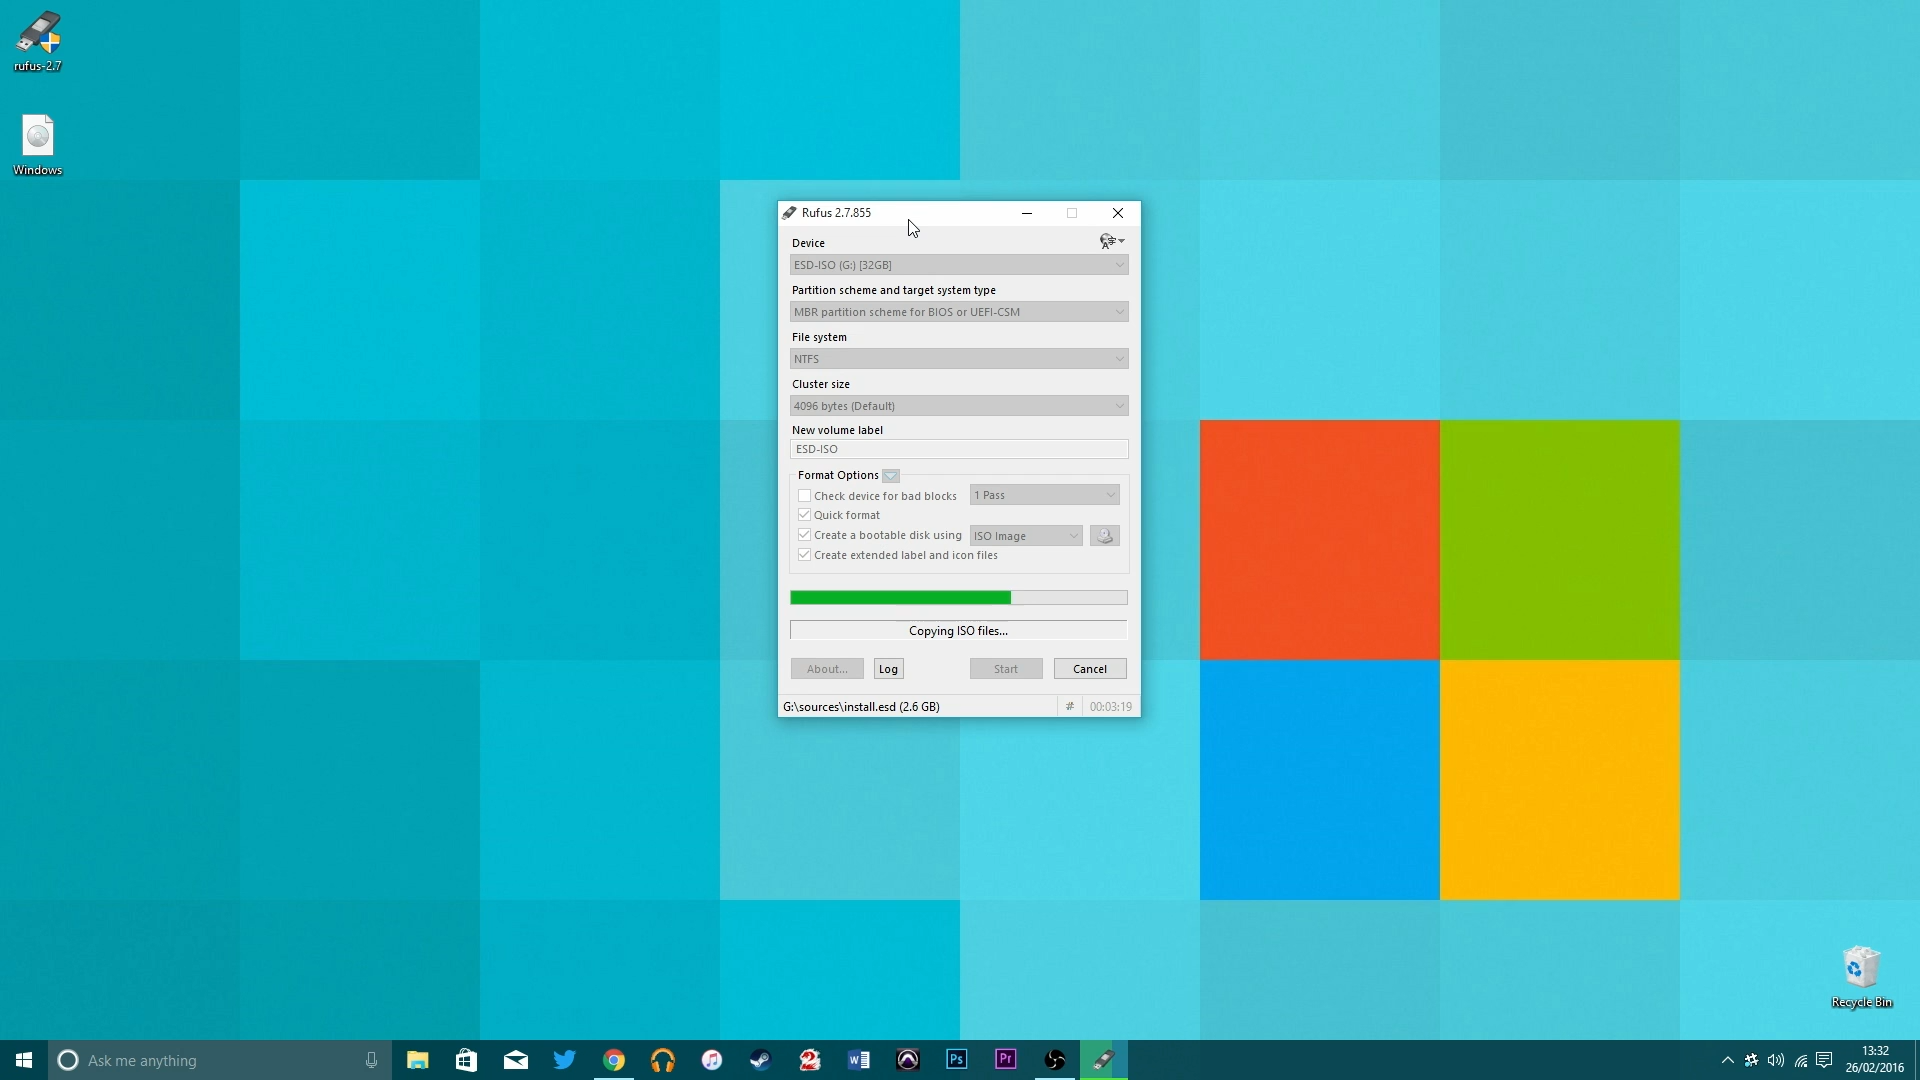 rufus-2.7
Windows
Rufus 2.7.855
Device
ESD-ISO (G:) [32GB]
Partition scheme and target system type
MBR partition scheme for BIOS or UEFI-CSM
File system
NTFS
Cluster size
4096 bytes (Default)
New volume label
ESD-ISO
Format Options
Check device for bad blocks 1 Pass
Quick format
Create a bootable disk using ISO Image
Create extended label and icon files
Copying ISO files...
About... Log Start Cancel
G:\sources\install.esd (2.6 GB) # 00:03:19
Recycle Bin
Ask me anything
Ps Pr
13:32
26/02/2016